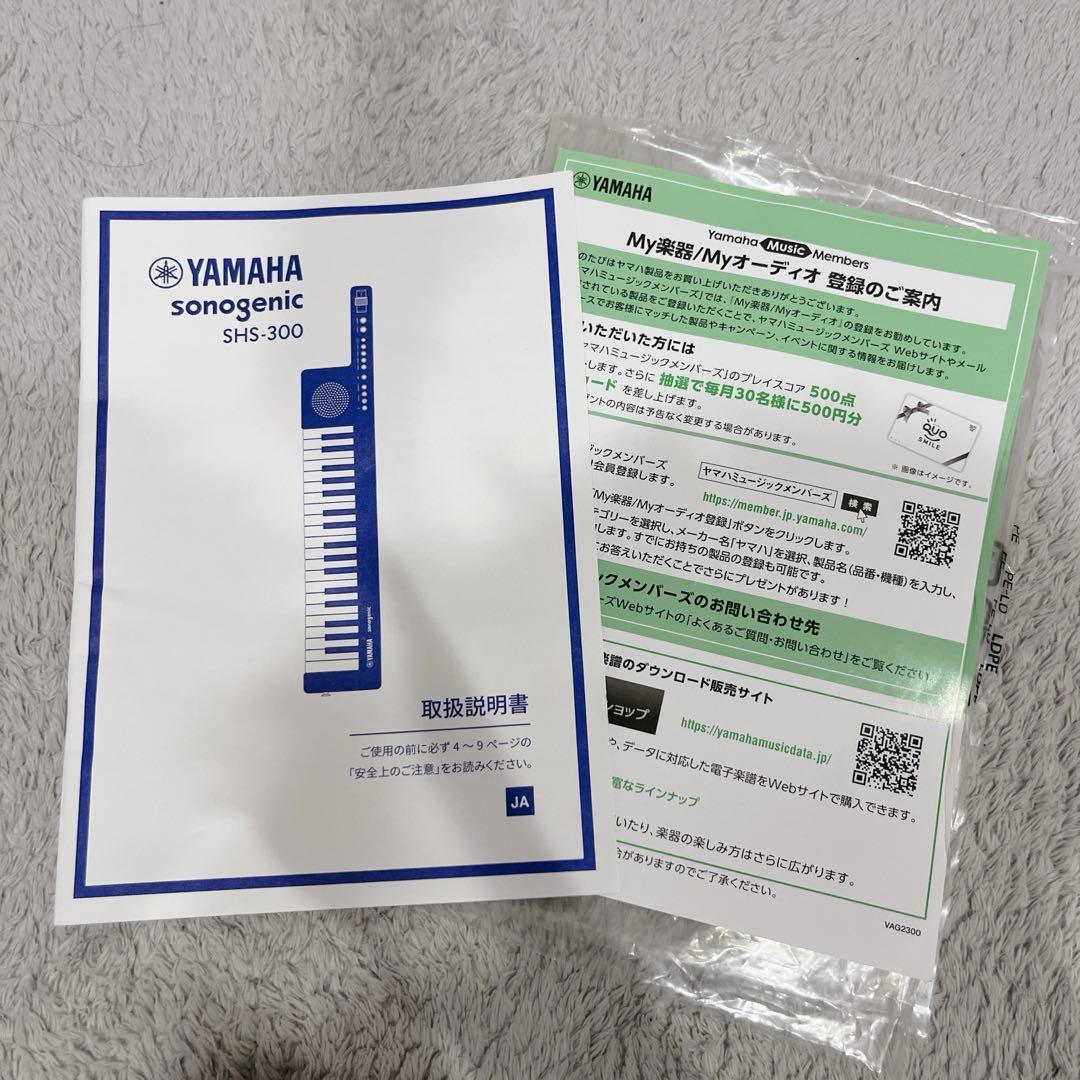 YAMAHA
sonogenic
SHS-300
YAMAHA
sonogenic
取扱説明書
ご使用の前に必ず4～9ページの
「安全上のご注意」をお読みください。
JA
YAMAHA
Yamaha Music Members
My楽器/Myオーディオ 登録のご案内
のたびはヤマハ製品をお買い上げいただきありがとうございます。
マハミュージックメンバーズ」では、「My楽器/Myオーディオ」の登録をお勧めしています。
されている製品をご登録いただくことで、ヤマハミュージックメンバーズ Webサイトやメール
ースでお客様にマッチした製品やキャンペーン、イベントに関する情報をお届けします。
いただいた方には
ヤマハミュージックメンバーズ」のプレイスコア 500点
します。さらに 抽選で毎月30名様に500円分
ード を差し上げます。
ントの内容は予告なく変更する場合があります。
QUO
SMILE
※ 画像はイメージです。
ックメンバーズ
会員登録します。
ヤマハミュージックメンバーズ 検索
https://member.jp.yamaha.com/
「My楽器/Myオーディオ登録」ボタンをクリックします。
テゴリーを選択し、メーカー名「ヤマハ」を選択、製品名(品番・機種)を入力し、
します。すでにお持ちの製品の登録も可能です。
にお答えいただくことでさらにプレゼントがあります！
ックメンバーズのお問い合わせ先
ーズWebサイトの「よくあるご質問・お問い合わせ」をご覧ください
楽譜のダウンロード販売サイト
ショップ
https://yamahamusicdata.jp/
や、データに対応した電子楽譜をWebサイトで購入できます。
富なラインナップ
いたり、楽器の楽しみ方はさらに広がります。
合がありますのでご了承ください。
VAG2300
PE-LD
LDPE